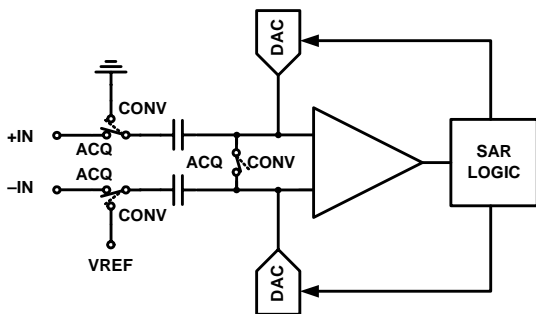 DAC
CONV
+IN
ACQ
ACQ
CONV
SAR
LOGIC
ACQ
–IN
CONV
VREF
DAC